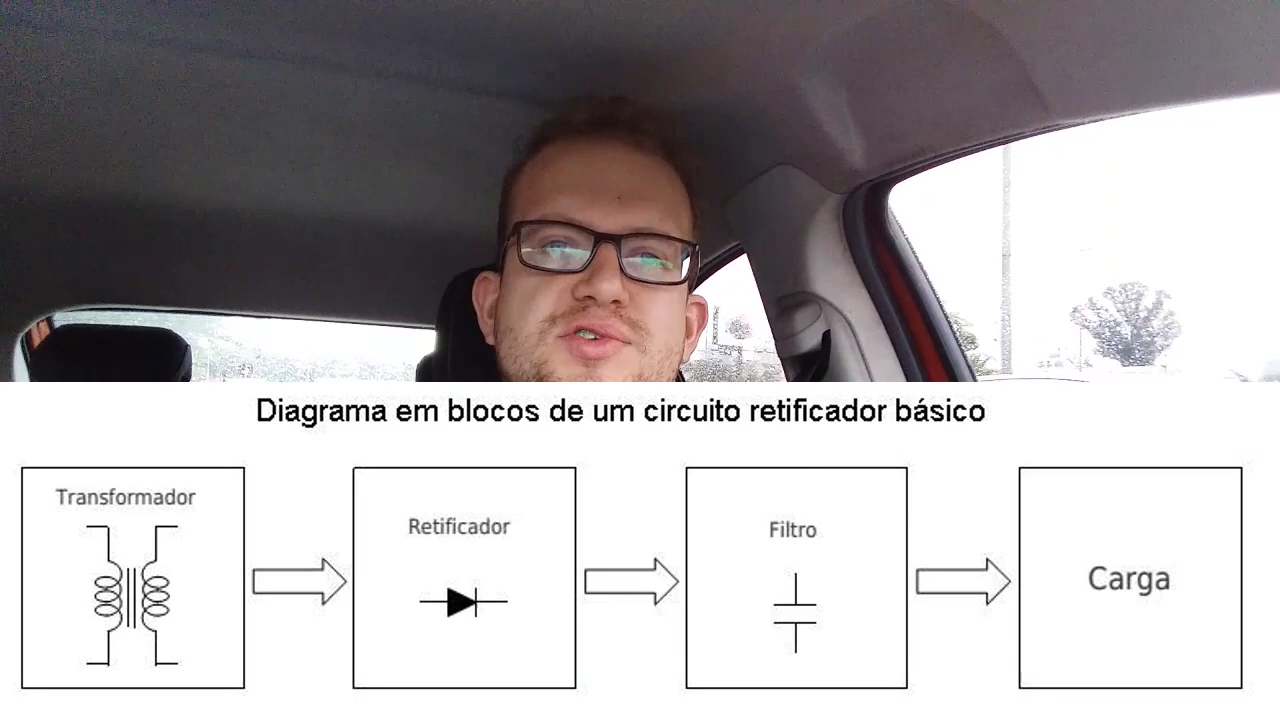 Diagrama em blocos de um circuito retificador básico
Transformador
Retificador
Filtro
Carga